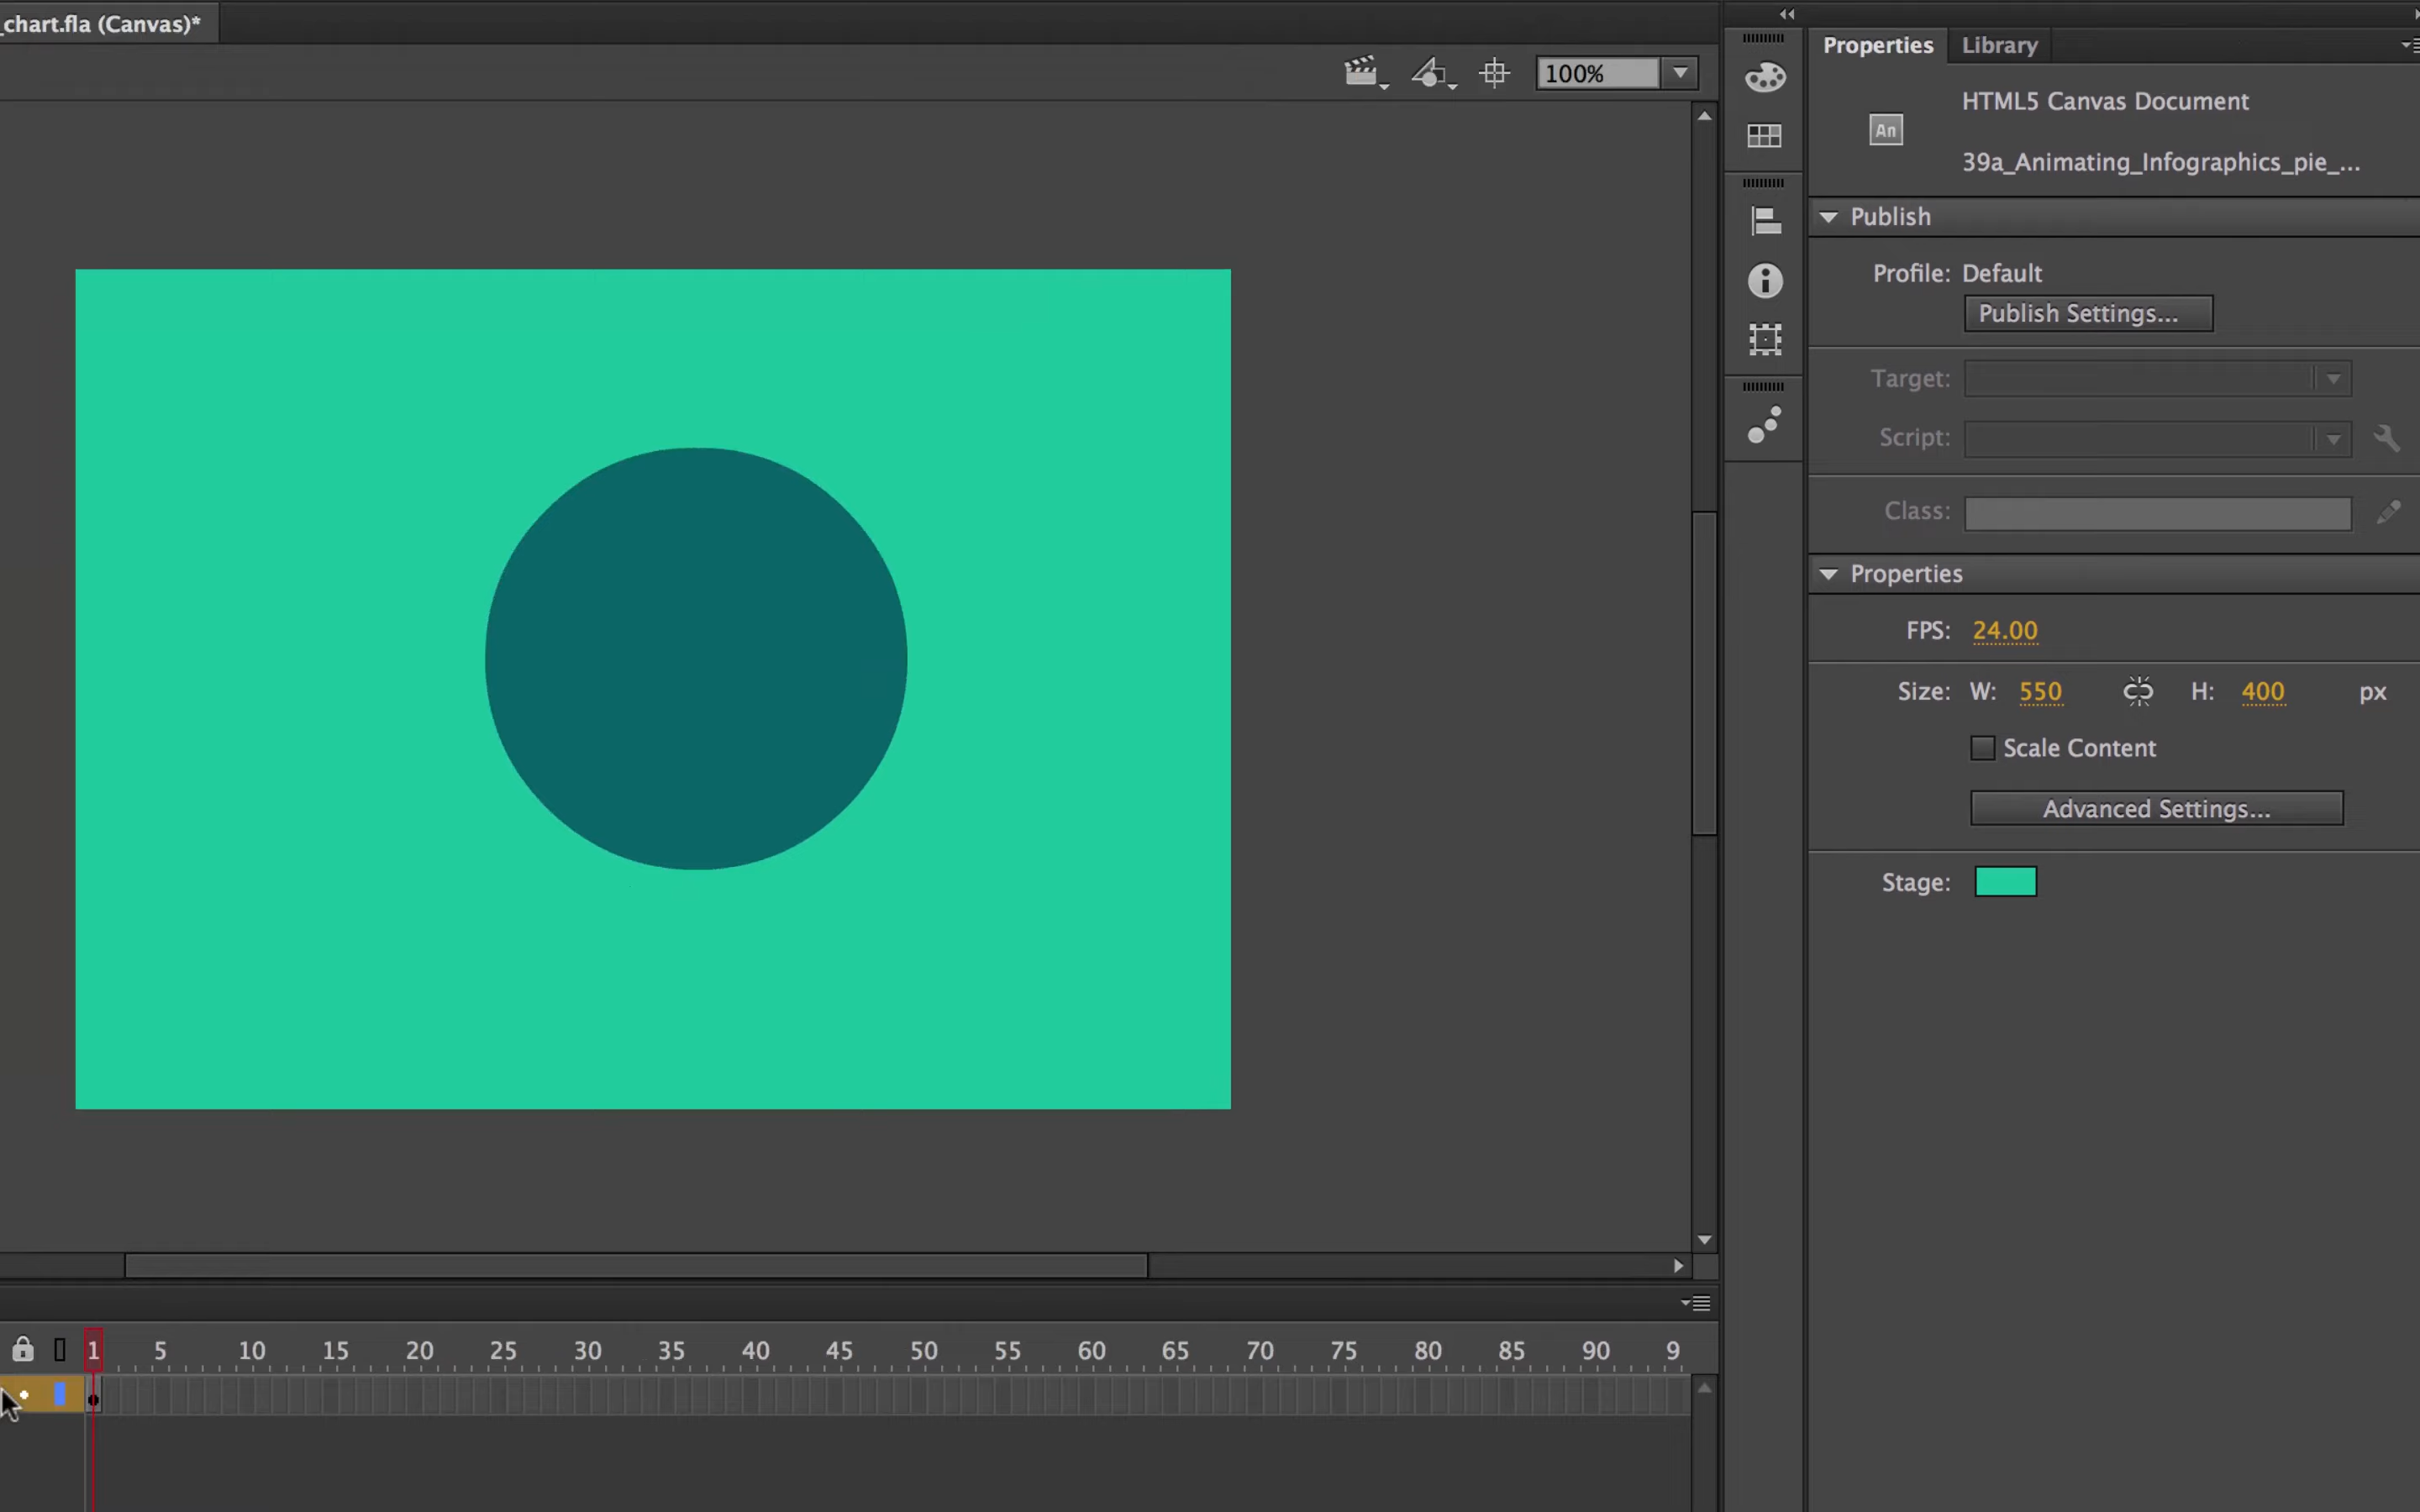 _chart.fla (Canvas)*
100%
Properties
Library
An
HTML5 Canvas Document
39a_Animating_Infographics_pie_...
Publish
Profile: Default
Publish Settings...
Target:
Script:
Class:
Properties
FPS: 24.00
Size: W: 550 H: 400 px
Scale Content
Advanced Settings...
Stage:
1 5 10 15 20 25 30 35 40 45 50 55 60 65 70 75 80 85 90 9